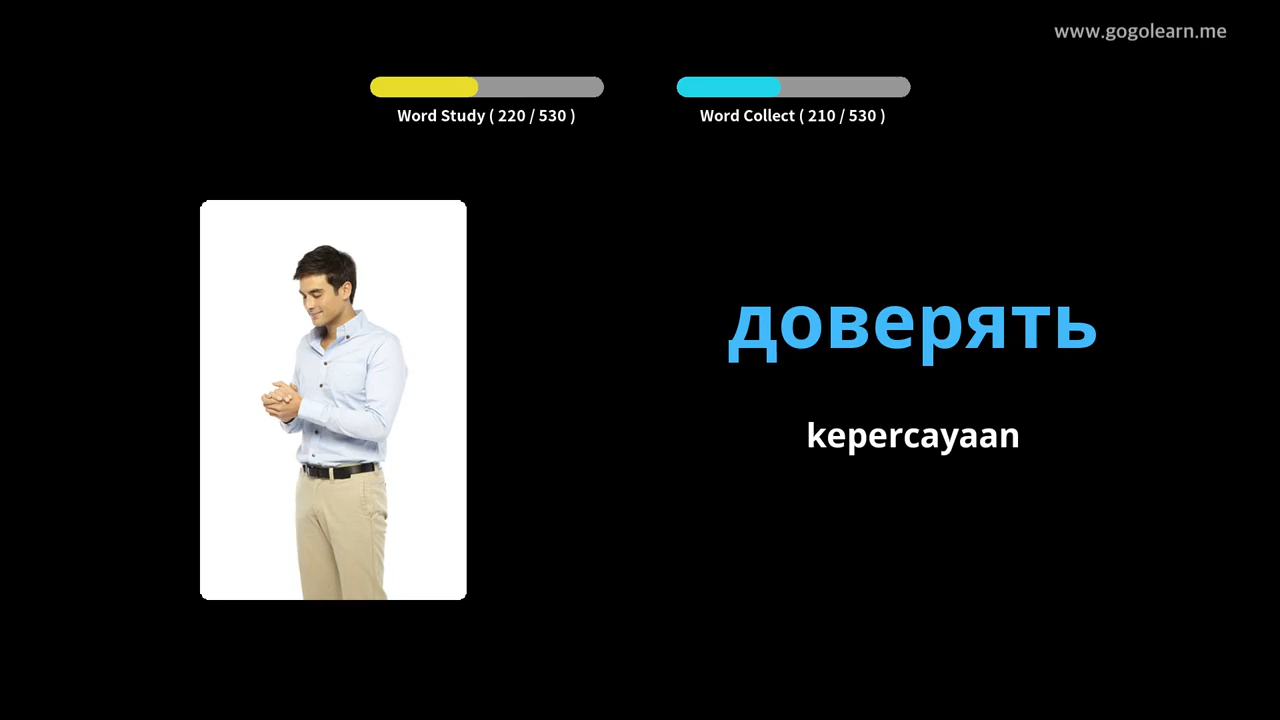 www.gogolearn.me
Word Study ( 220 / 530 )
Word Collect ( 210 / 530 )
доверять
kepercayaan